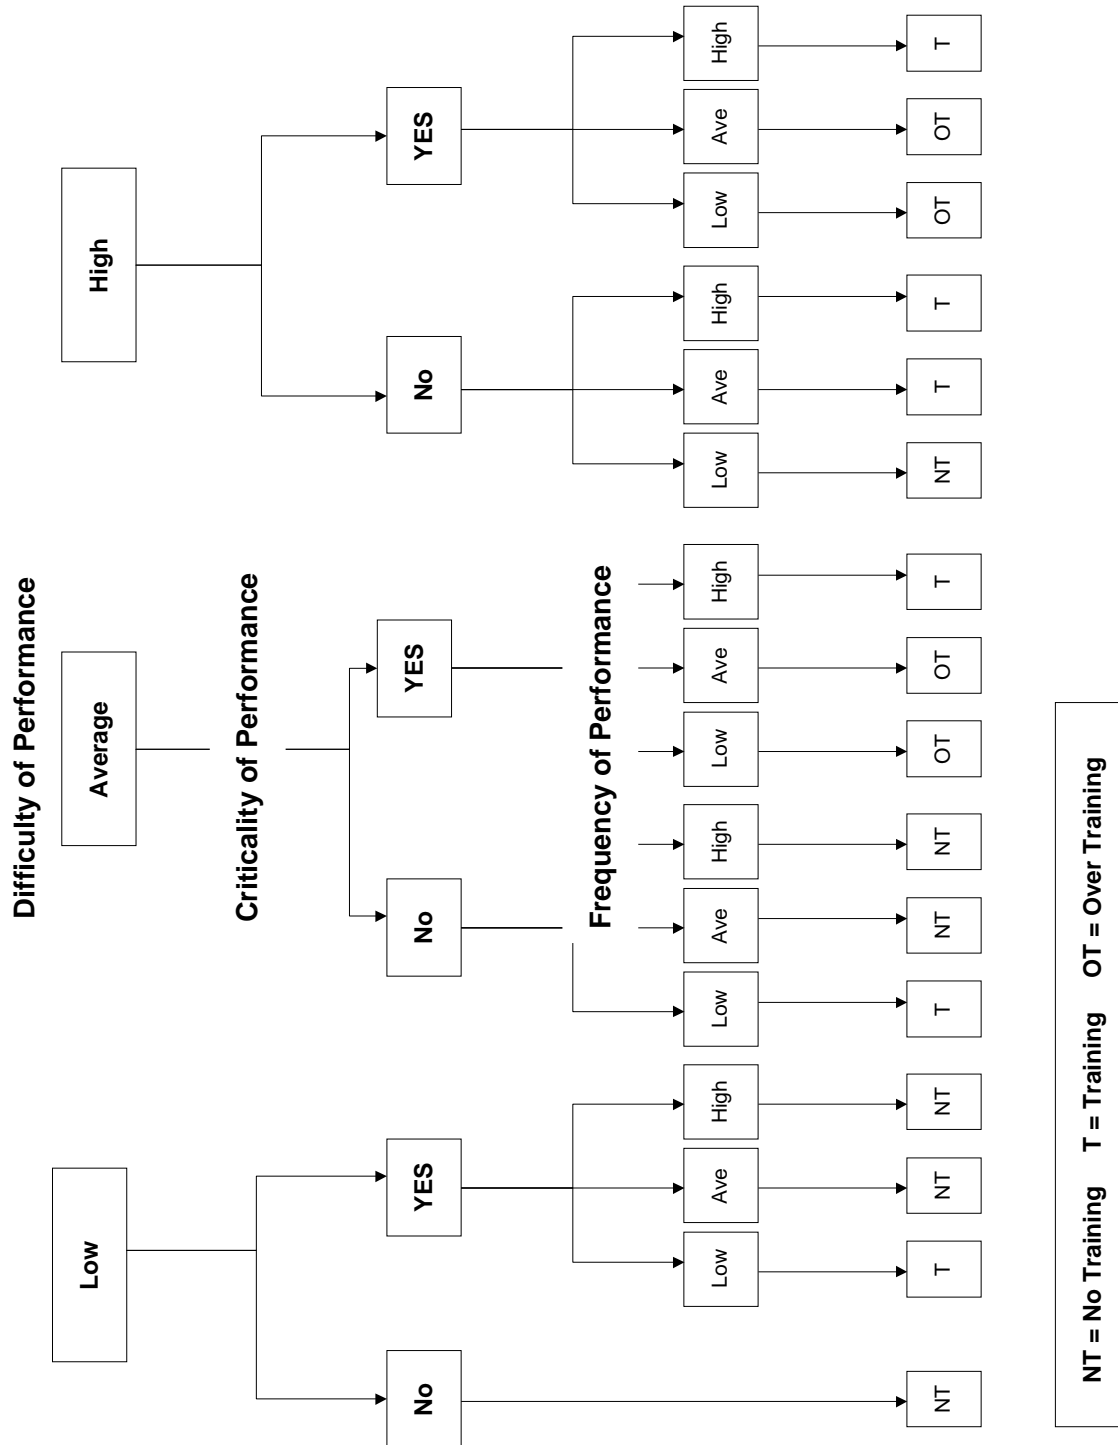 Difficulty of Performance
Low
Average
High
Criticality of Performance
No
YES
No
YES
No
YES
Frequency of Performance
Low
Ave
High
Low
Ave
High
Low
Ave
High
Low
Ave
High
Low
Ave
High
NT
T
NT
NT
T
NT
NT
OT
OT
T
NT
T
T
OT
OT
T
NT = No Training T = Training OT = Over Training